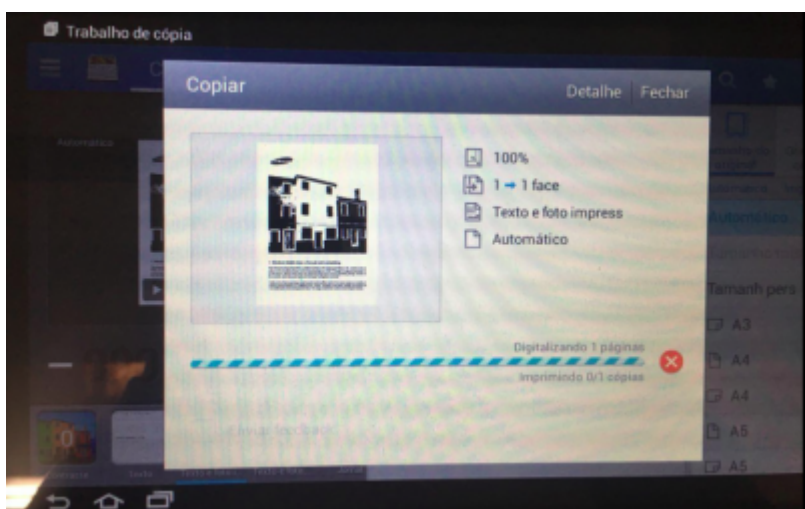 Trabalho de cópia
Copiar
Detalhe
Fechar
100%
1 → 1 face
Texto e foto impress
Automático
Digitalizando 1 páginas
Imprimindo 0/1 cópias
Automático
Automático
Tamanh pers
A3
A4
A4
A5
A5